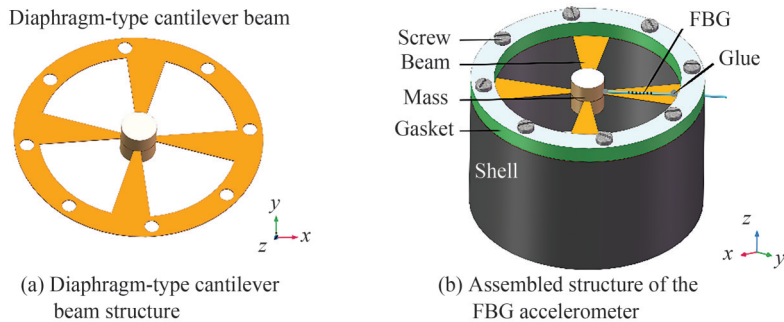 Diaphragm-type cantilever beam
y
z
x
(a) Diaphragm-type cantilever
beam structure
FBG
Screw
Beam
Glue
Mass
Gasket
Shell
z
x
y
(b) Assembled structure of the
FBG accelerometer